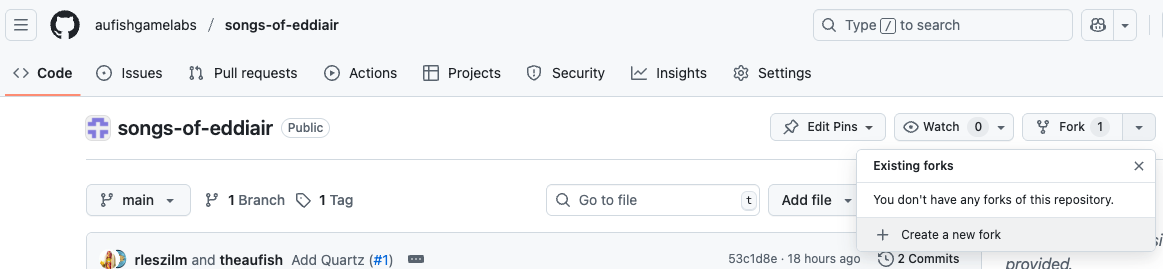 aufishgamelabs / songs-of-eddiair Type / to search
Code Issues Pull requests Actions Projects Security Insights Settings
songs-of-eddiair Public Edit Pins Watch 0 Fork 1
Existing forks
You don't have any forks of this repository.
Create a new fork
main 1 Branch 1 Tag Go to file t Add file
rleszilm and theaufish Add Quartz (#1) 53c1d8e · 18 hours ago 2 Commits
provided.